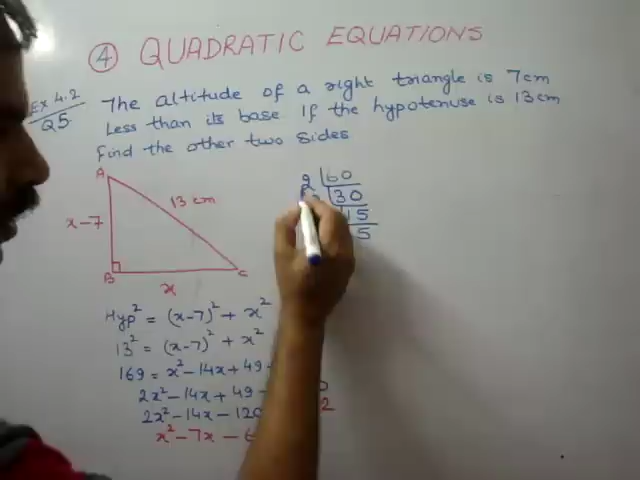 ④ QUADRATIC EQUATIONS
Ex 4.2
Q5
The altitude of a right triangle is 7cm
Less than its base If the hypotenuse is 13cm
Find the other two Sides
A
13 cm
x-7
B
C
x
2 60
30
15
5
Hyp² = (x-7)² + x²
13² = (x-7)² + x²
169 = x² - 14x + 49
2x² - 14x + 49
2x² - 14x - 120
x² - 7x - 6